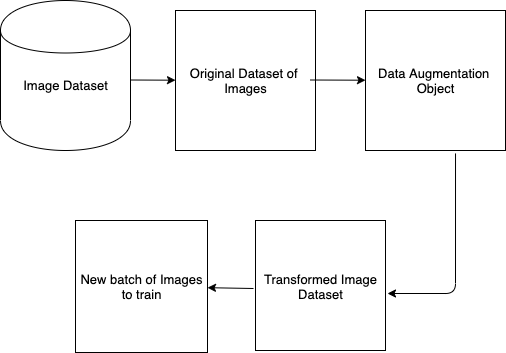 Image Dataset
Original Dataset of
Images
Data Augmentation
Object
New batch of Images
to train
Transformed Image
Dataset